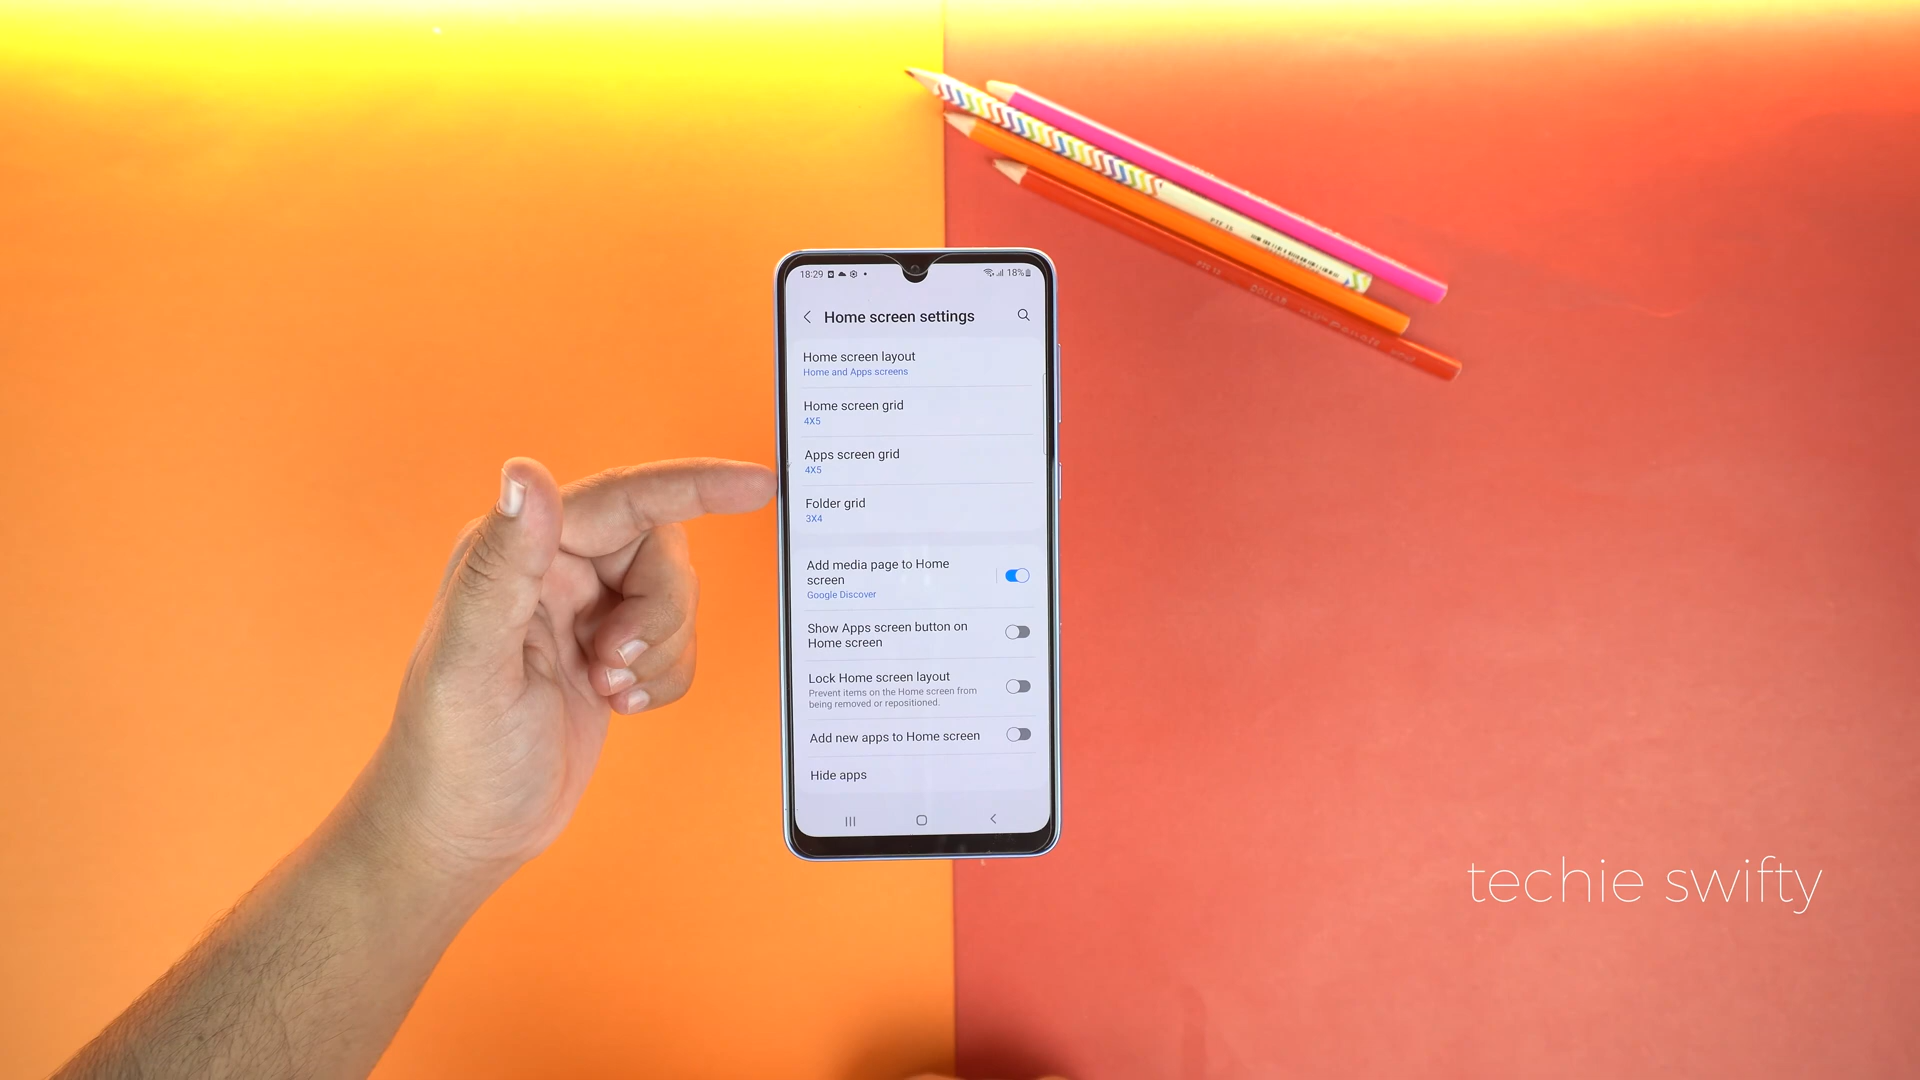 18:29
18%
Home screen settings
Home screen layout
Home and Apps screens
Home screen grid
4X5
Apps screen grid
4X5
Folder grid
3X4
Add media page to Home
screen
Google Discover
Show Apps screen button on
Home screen
Lock Home screen layout
Prevent items on the Home screen from
being removed or repositioned.
Add new apps to Home screen
Hide apps
DOLLAR
techie swifty